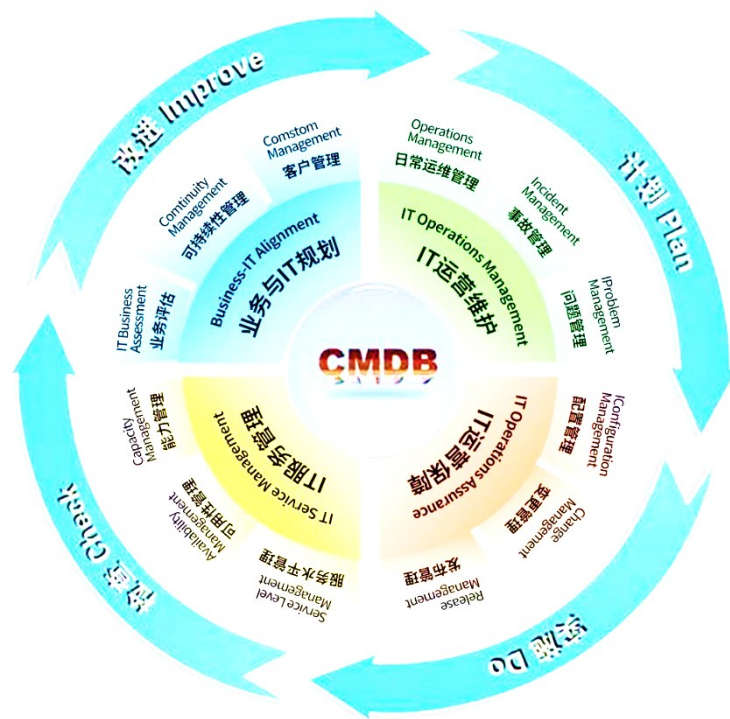 改进 Improve
计划 Plan
实施 Do
检查 Check
Comstom
Management
客户管理
Comtinuity
Management
可持续性管理
IT Business
Assessment
业务评估
Business-IT Alignment
业务与IT规划
Operations
Management
日常运维管理
Incident
Management
事故管理
IProblem
Management
问题管理
IT Operations Management
IT运营维护
CMDB
IConfiguration
Management
配置管理
Change
Management
变更管理
Release
Management
发布管理
IT Operations Assurance
IT运营保障
Service Level
Management
服务水平管理
Availability
Management
可用性管理
Capacity
Management
能力管理
IT Service Management
IT服务管理